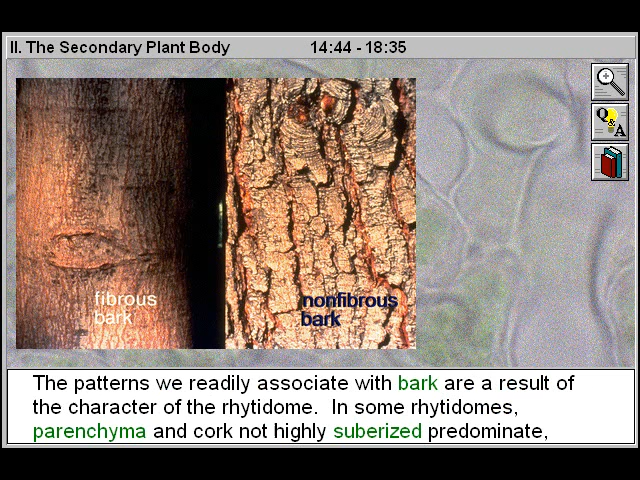 II. The Secondary Plant Body 14:44 - 18:35
Q&A
fibrous
bark
nonfibrous
bark
The patterns we readily associate with bark are a result of
the character of the rhytidome. In some rhytidomes,
parenchyma and cork not highly suberized predominate,